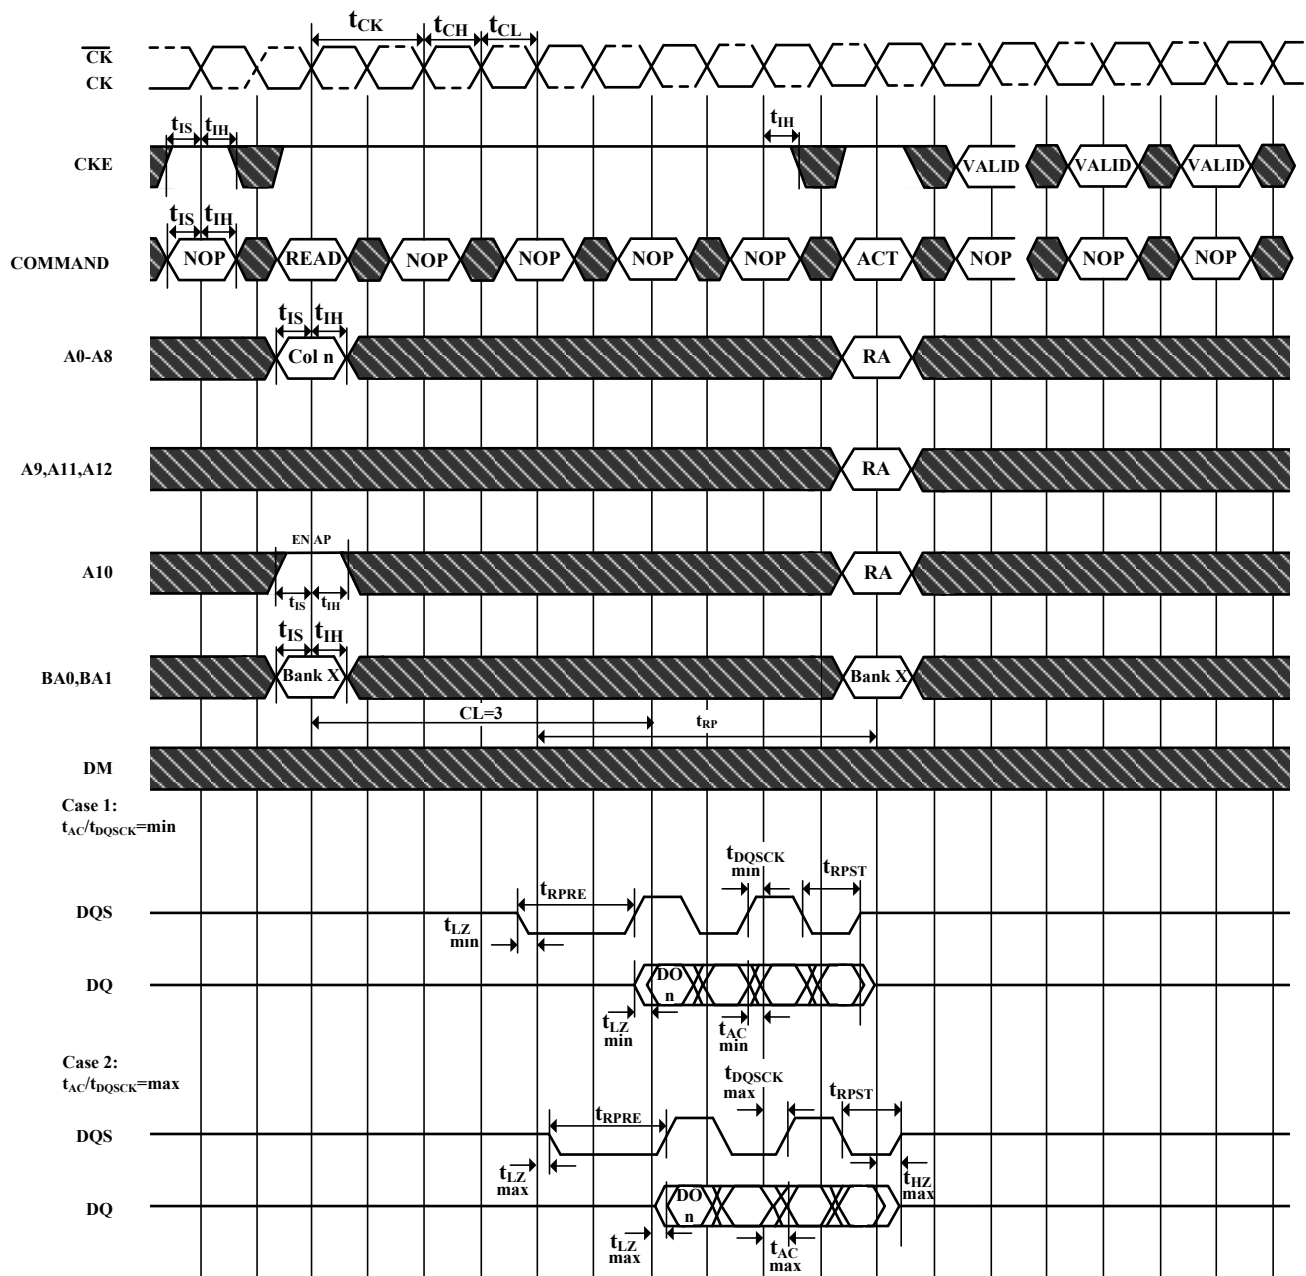 tCK tCH tCL
CK
CK
tIS tIH tIH
CKE VALID VALID VALID
tIS tIH
COMMAND NOP READ NOP NOP NOP NOP ACT NOP NOP NOP
tIS tIH
A0-A8 Col n RA
A9,A11,A12 RA
EN AP
A10 RA
tIS tIH
tIS tIH
BA0,BA1 Bank X Bank X
CL=3 tRP
DM
Case 1:
tAC/tDQSCK=min
tDQSCK min tRPST
tRPRE
DQS
tLZ min
DQ DO n
tLZ min tAC min
Case 2:
tAC/tDQSCK=max
tDQSCK max tRPST
tRPRE
DQS
tLZ max tHZ max
DQ DO n
tLZ max tAC max